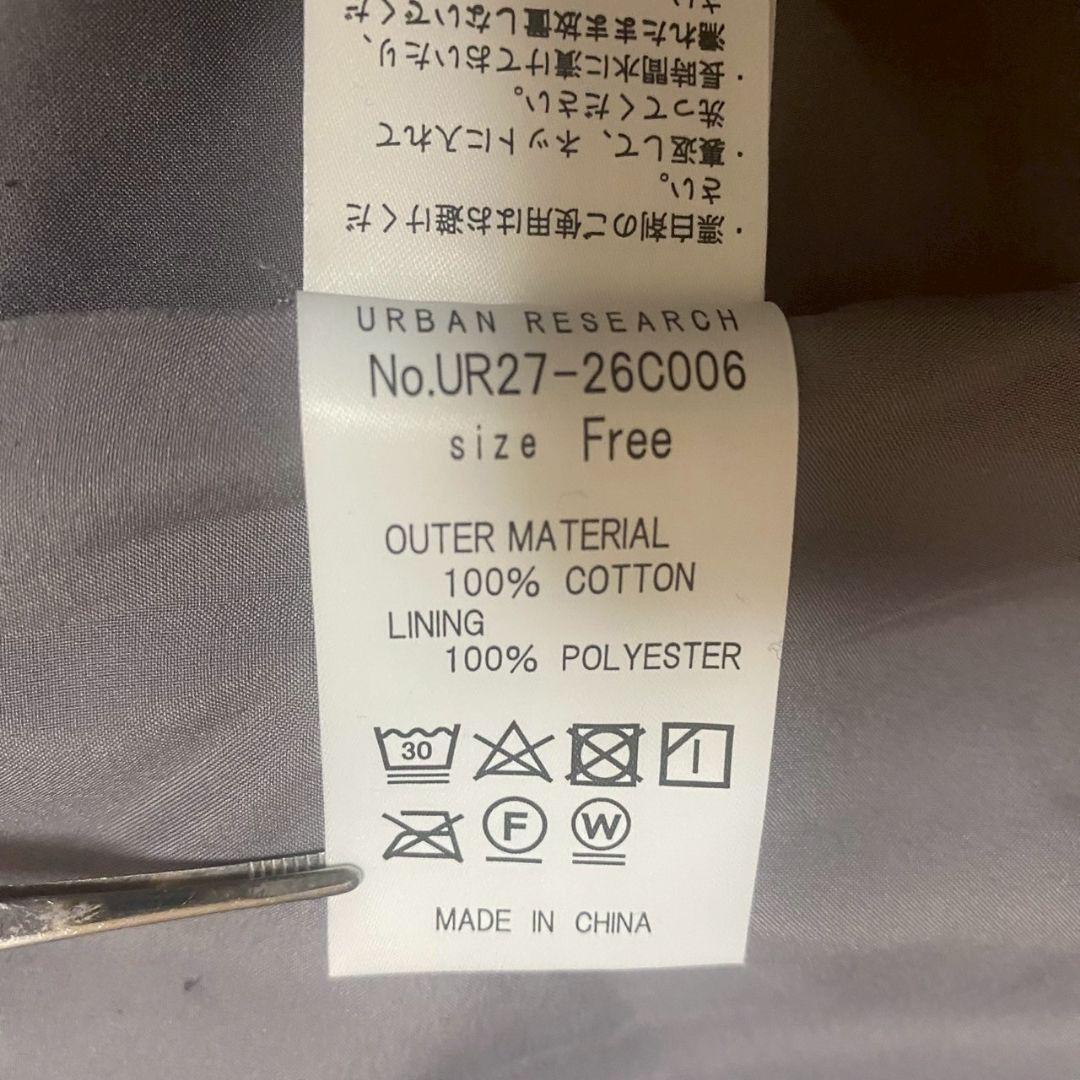 ・漂白剤のご使用はお避けくだ
さい。
・裏返して、ネットに入れて
洗ってください。
・長時間水に漬けておいたり、
濡れたまま放置しないでくだ
さい
URBAN RESEARCH
No.UR27-26C006
size Free
OUTER MATERIAL
100% COTTON
LINING
100% POLYESTER
30
F W
MADE IN CHINA